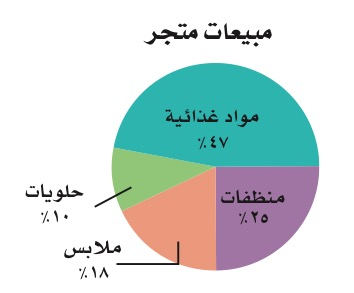 مبيعات متجر
مواد غذائية
٤٧٪
منظفات
٢٥٪
حلويات
١٠٪
ملابس
١٨٪